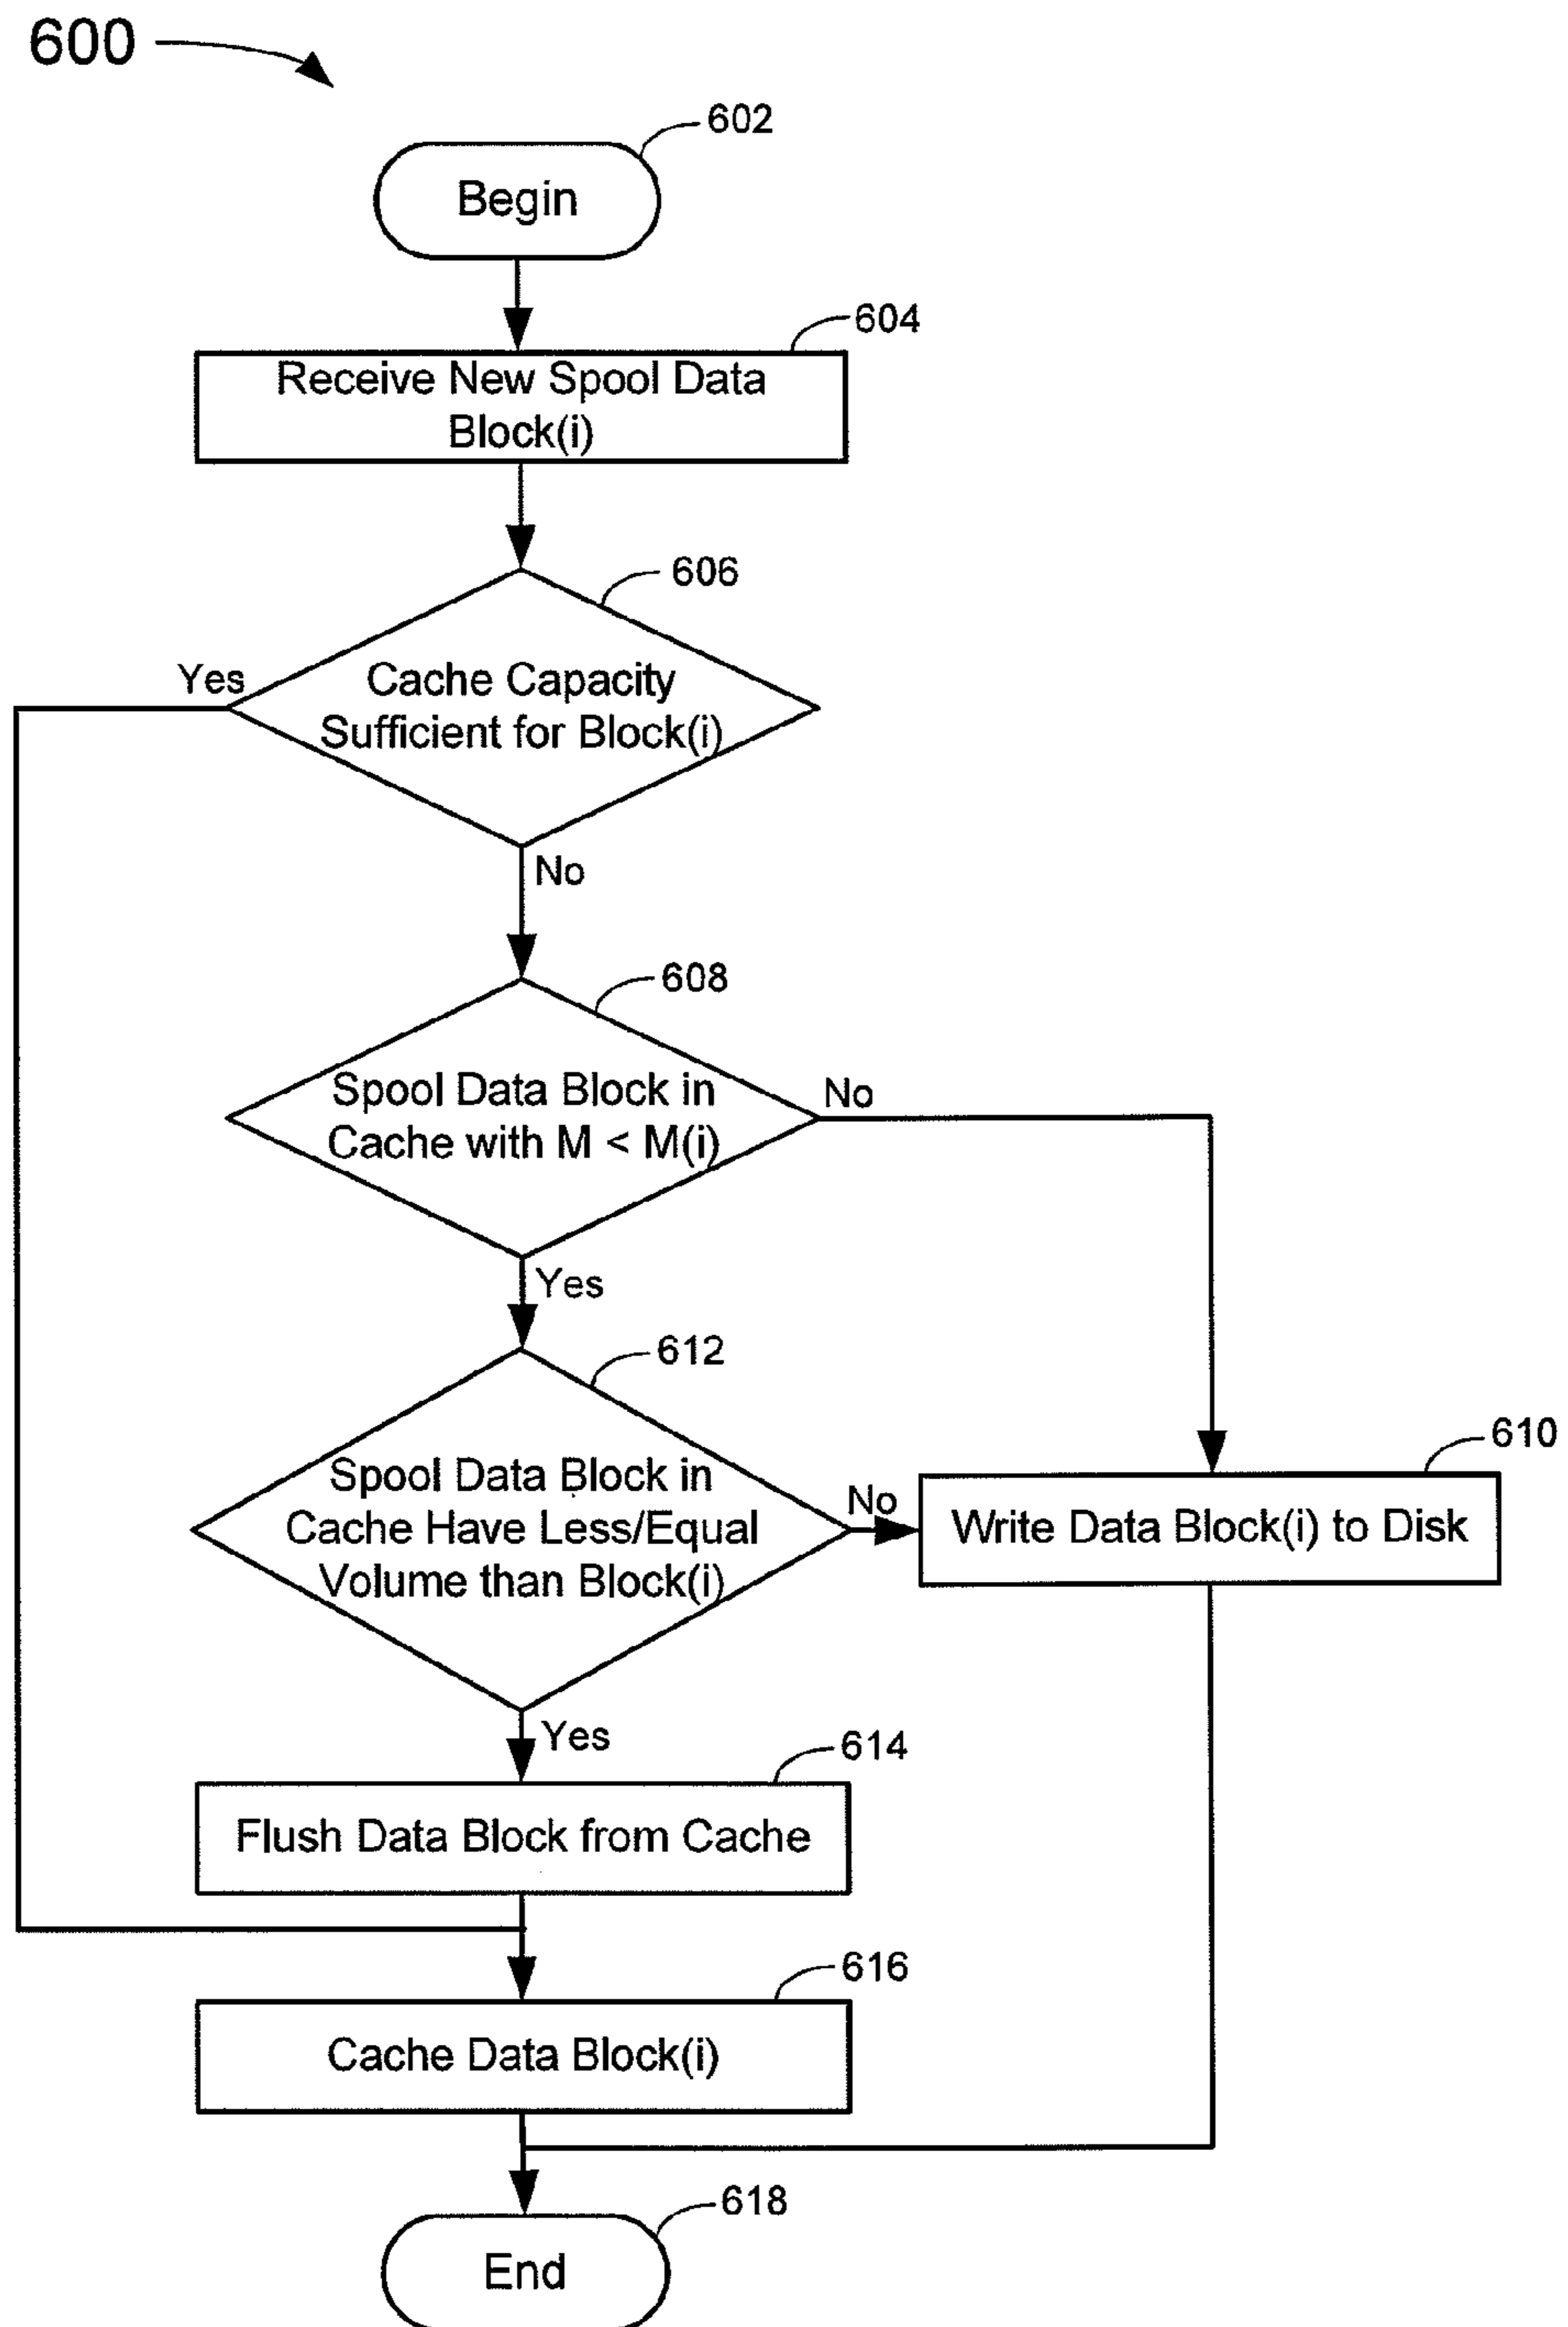 600
602
Begin
604
Receive New Spool Data
Block(i)
606
Yes
Cache Capacity
Sufficient for Block(i)
No
608
Spool Data Block in
Cache with M < M(i)
No
Yes
612
Spool Data Block in
Cache Have Less/Equal
Volume than Block(i)
No
610
Write Data Block(i) to Disk
Yes
614
Flush Data Block from Cache
616
Cache Data Block(i)
618
End